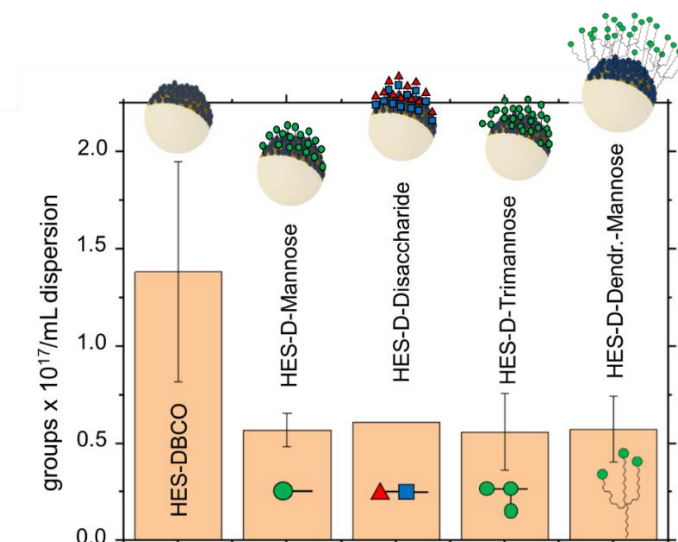 groups x 10¹⁷/mL dispersion
2.0
1.5
1.0
0.5
0.0
HES-DBCO
HES-D-Mannose
HES-D-Disaccharide
HES-D-Trimannose
HES-D-Dendr.-Mannose